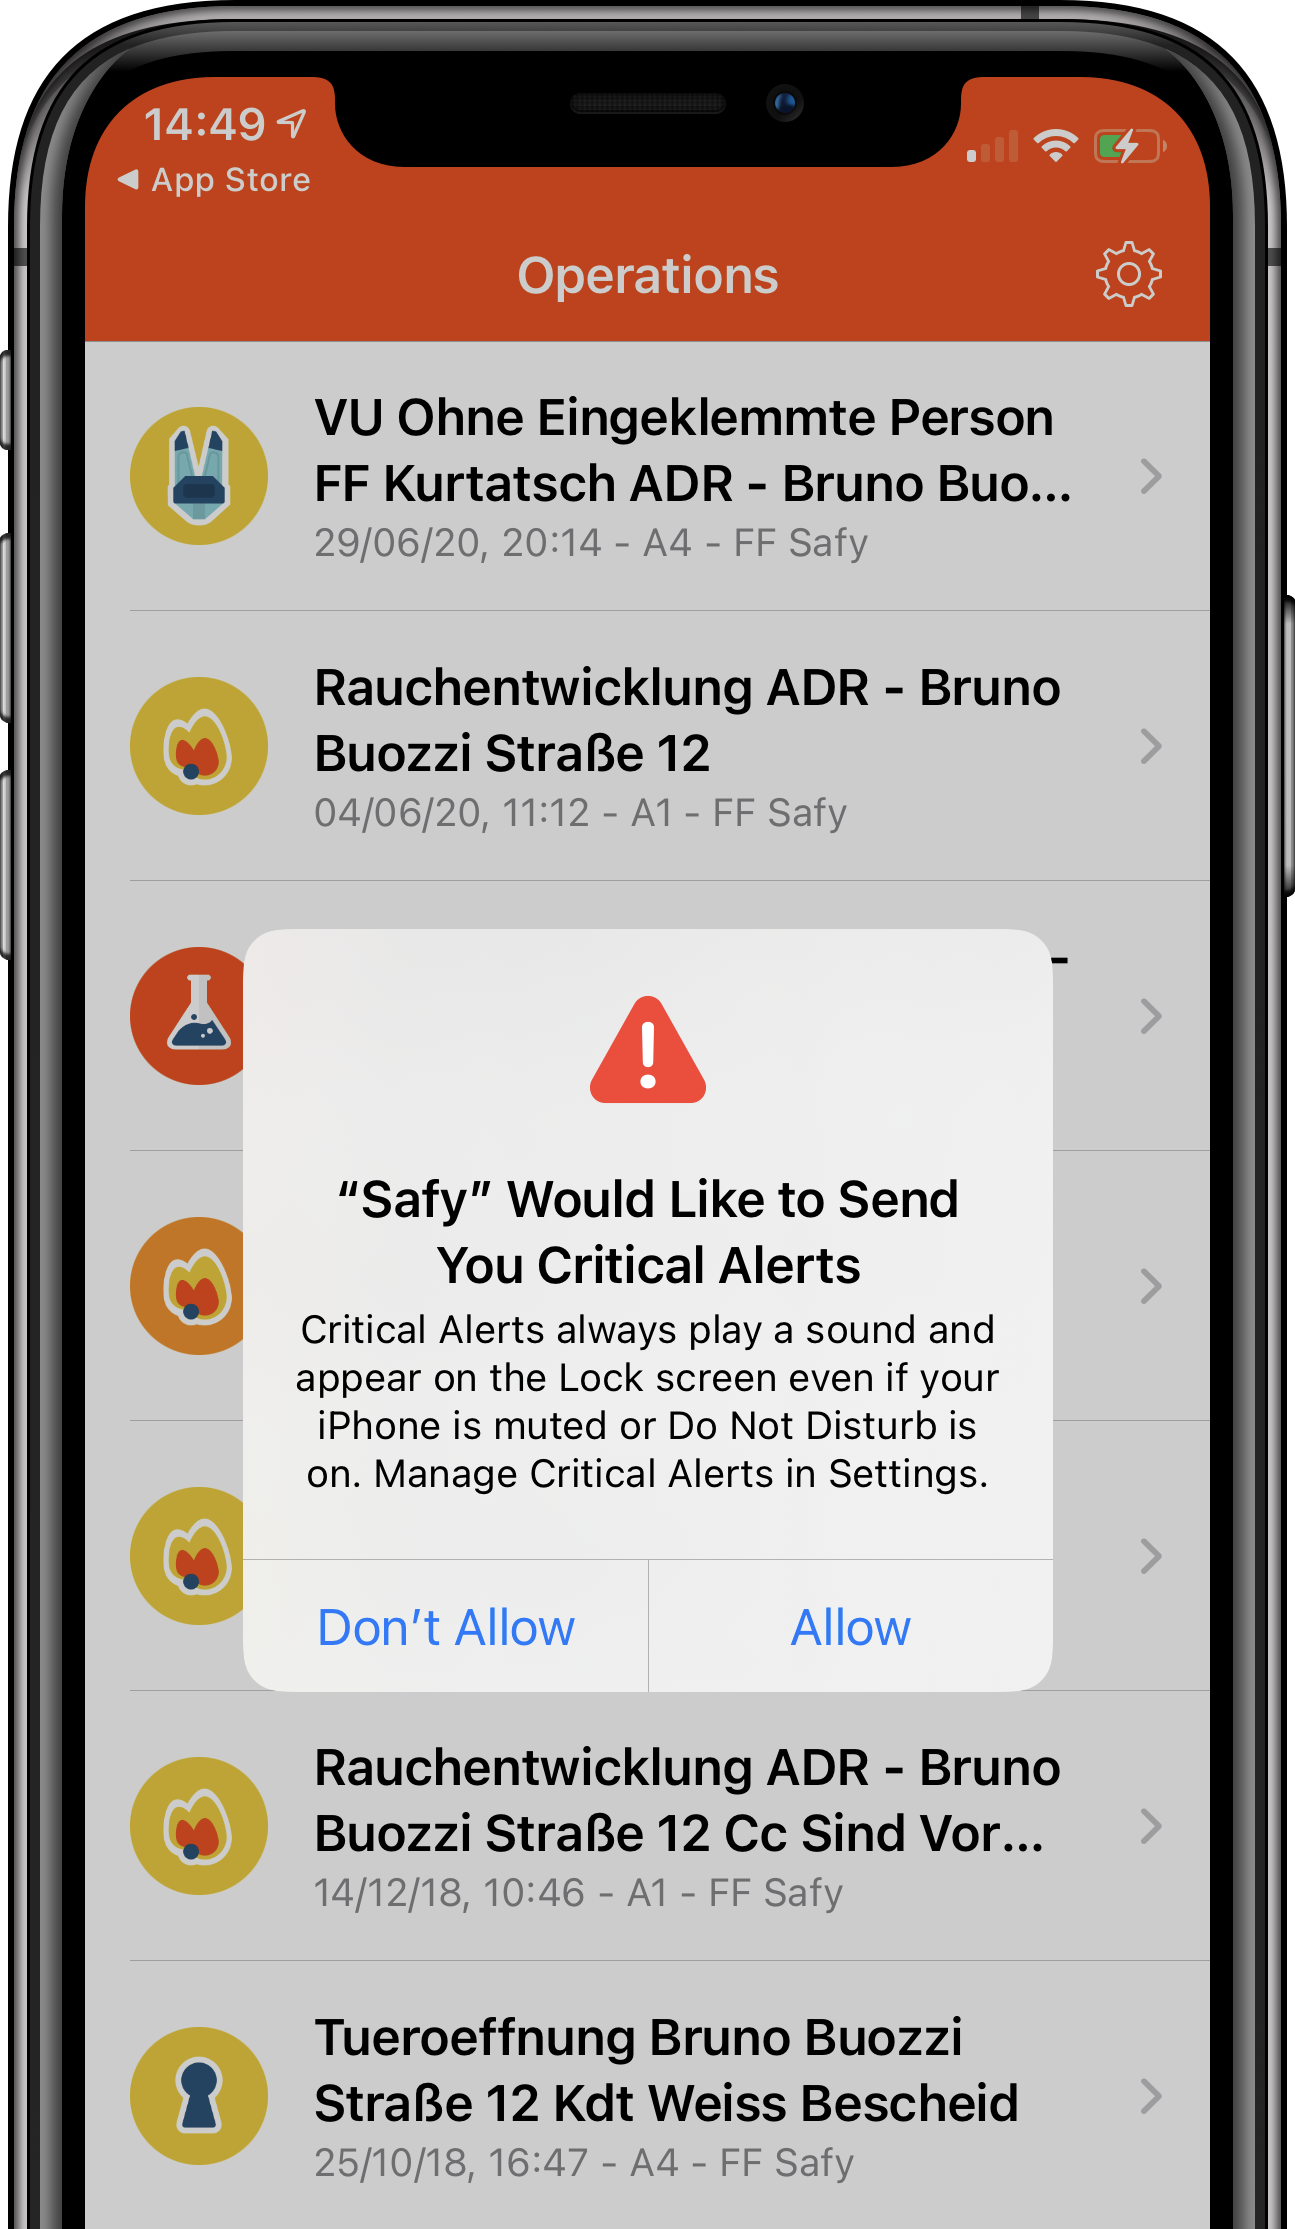 14:49
App Store
Operations
VU Ohne Eingeklemmte Person
FF Kurtatsch ADR - Bruno Buo...
29/06/20, 20:14 - A4 - FF Safy
Rauchentwicklung ADR - Bruno
Buozzi Straße 12
04/06/20, 11:12 - A1 - FF Safy
-
“Safy” Would Like to Send
You Critical Alerts
Critical Alerts always play a sound and
appear on the Lock screen even if your
iPhone is muted or Do Not Disturb is
on. Manage Critical Alerts in Settings.
Don’t Allow
Allow
Rauchentwicklung ADR - Bruno
Buozzi Straße 12 Cc Sind Vor...
14/12/18, 10:46 - A1 - FF Safy
Tueroeffnung Bruno Buozzi
Straße 12 Kdt Weiss Bescheid
25/10/18, 16:47 - A4 - FF Safy